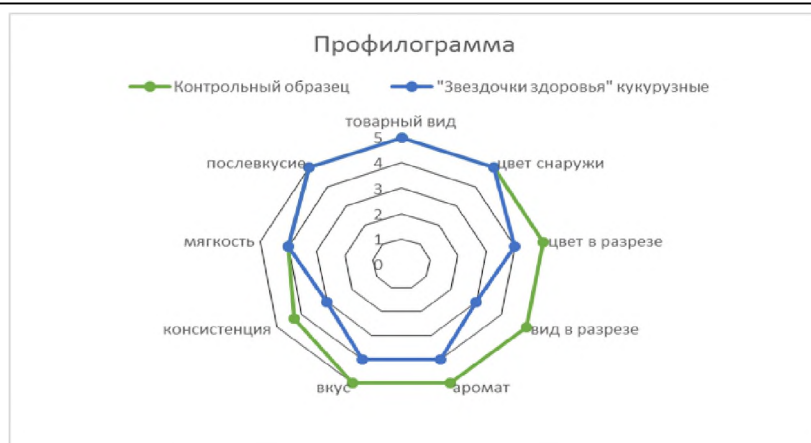 Профилограмма
Контрольный образец "Звездочки здоровья" кукурузные
товарный вид
5
послевкусие цвет снаружи
4
3
2
мягкость 1 цвет в разрезе
0
консистенция вид в разрезе
вкус аромат